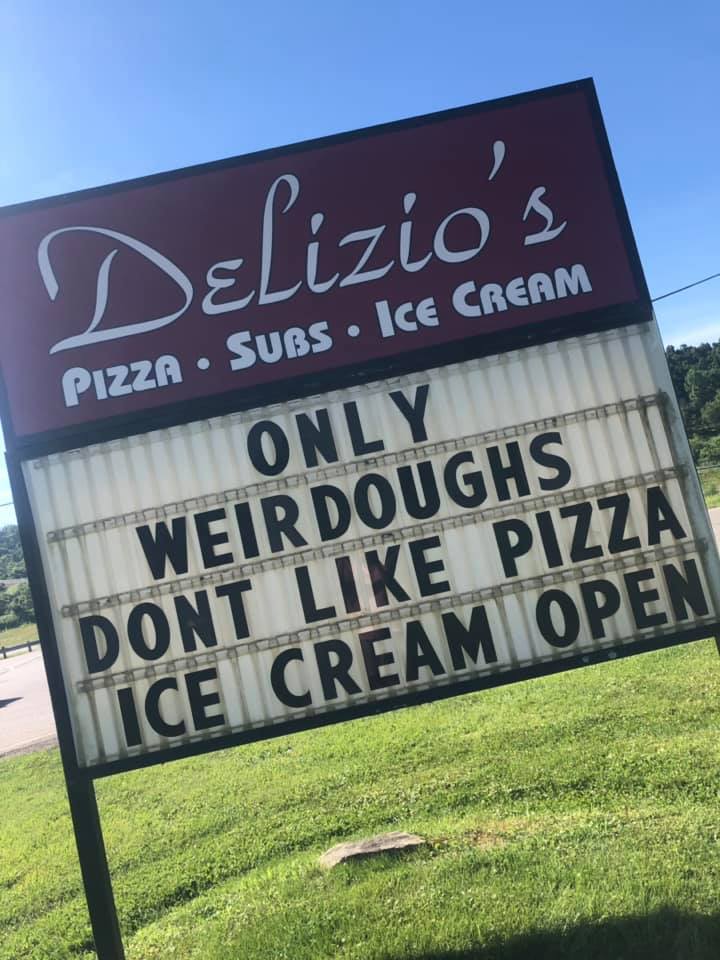 DeLizio's
Pizza • Subs • Ice Cream
ONLY
WEIRDOUGHS
DONT LIKE PIZZA
ICE CREAM OPEN